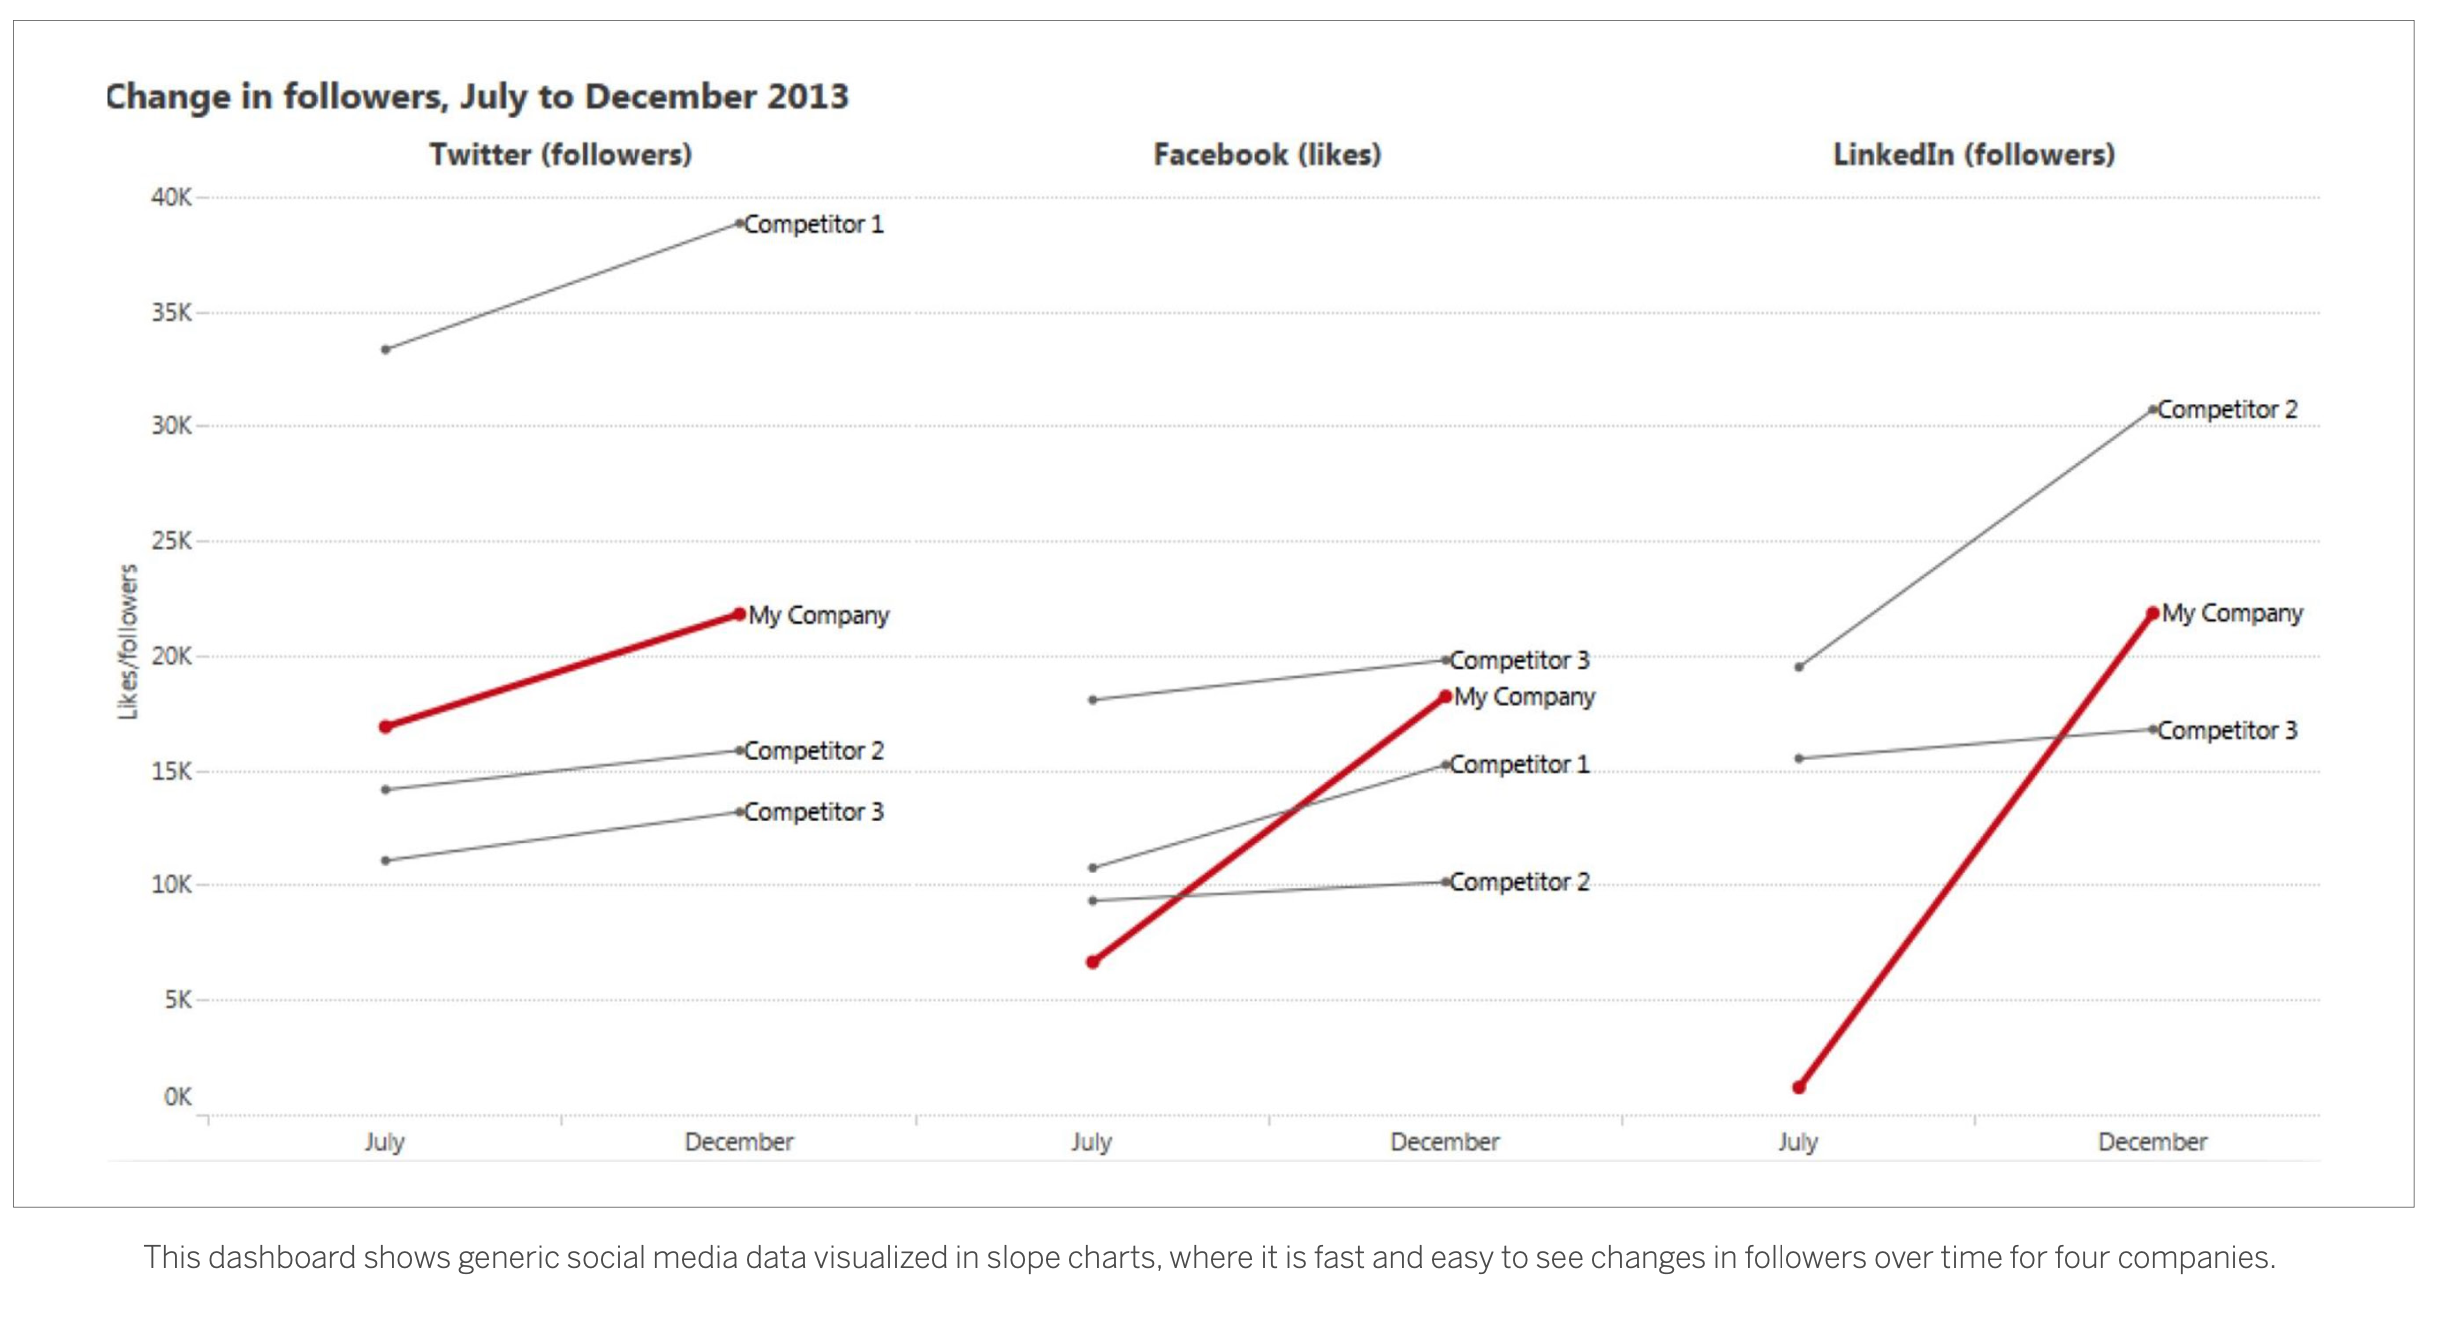 Change in followers, July to December 2013
Twitter (followers)
Facebook (likes)
LinkedIn (followers)
Likes/followers
40K
35K
30K
25K
20K
15K
10K
5K
0K
Competitor 1
My Company
Competitor 2
Competitor 3
Competitor 3
My Company
Competitor 1
Competitor 2
Competitor 2
My Company
Competitor 3
July
December
July
December
July
December
This dashboard shows generic social media data visualized in slope charts, where it is fast and easy to see changes in followers over time for four companies.